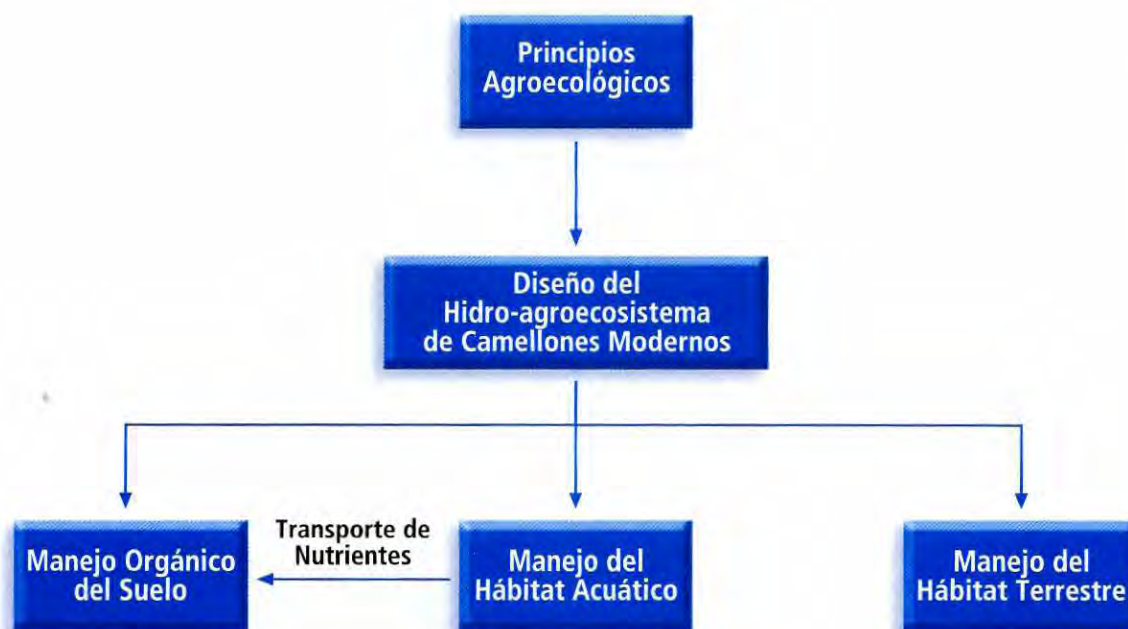 Principios
Agroecológicos
Diseño del
Hidro-agroecosistema
de Camellones Modernos
Manejo Orgánico
del Suelo
Transporte de
Nutrientes
Manejo del
Hábitat Acuático
Manejo del
Hábitat Terrestre